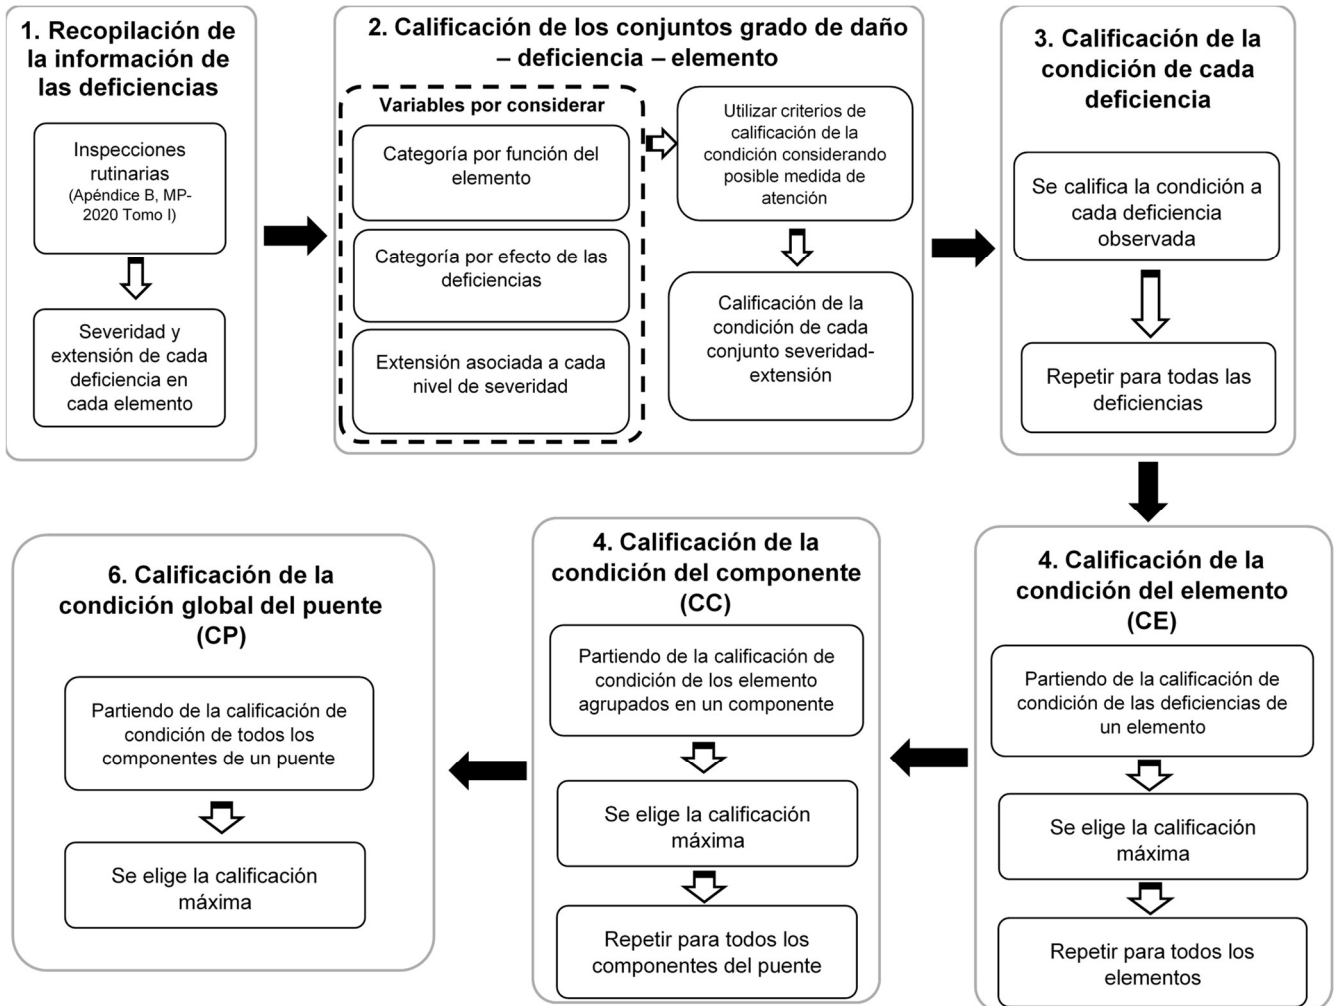 1. Recopilación de
la información de
las deficiencias
Inspecciones
rutinarias
(Apéndice B, MP-
2020 Tomo I)
Severidad y
extensión de cada
deficiencia en
cada elemento
2. Calificación de los conjuntos grado de daño
– deficiencia – elemento
Variables por considerar
Categoría por función del
elemento
Categoría por efecto de las
deficiencias
Extensión asociada a cada
nivel de severidad
Utilizar criterios de
calificación de la
condición considerando
posible medida de
atención
Calificación de la
condición de cada
conjunto severidad-
extensión
3. Calificación de la
condición de cada
deficiencia
Se califica la condición a
cada deficiencia
observada
Repetir para todas las
deficiencias
4. Calificación de la
condición del elemento
(CE)
Partiendo de la calificación de
condición de las deficiencias de
un elemento
Se elige la calificación
máxima
Repetir para todos los
elementos
4. Calificación de la
condición del componente
(CC)
Partiendo de la calificación de
condición de los elemento
agrupados en un componente
Se elige la calificación
máxima
Repetir para todos los
componentes del puente
6. Calificación de la
condición global del puente
(CP)
Partiendo de la calificación de
condición de todos los
componentes de un puente
Se elige la calificación
máxima